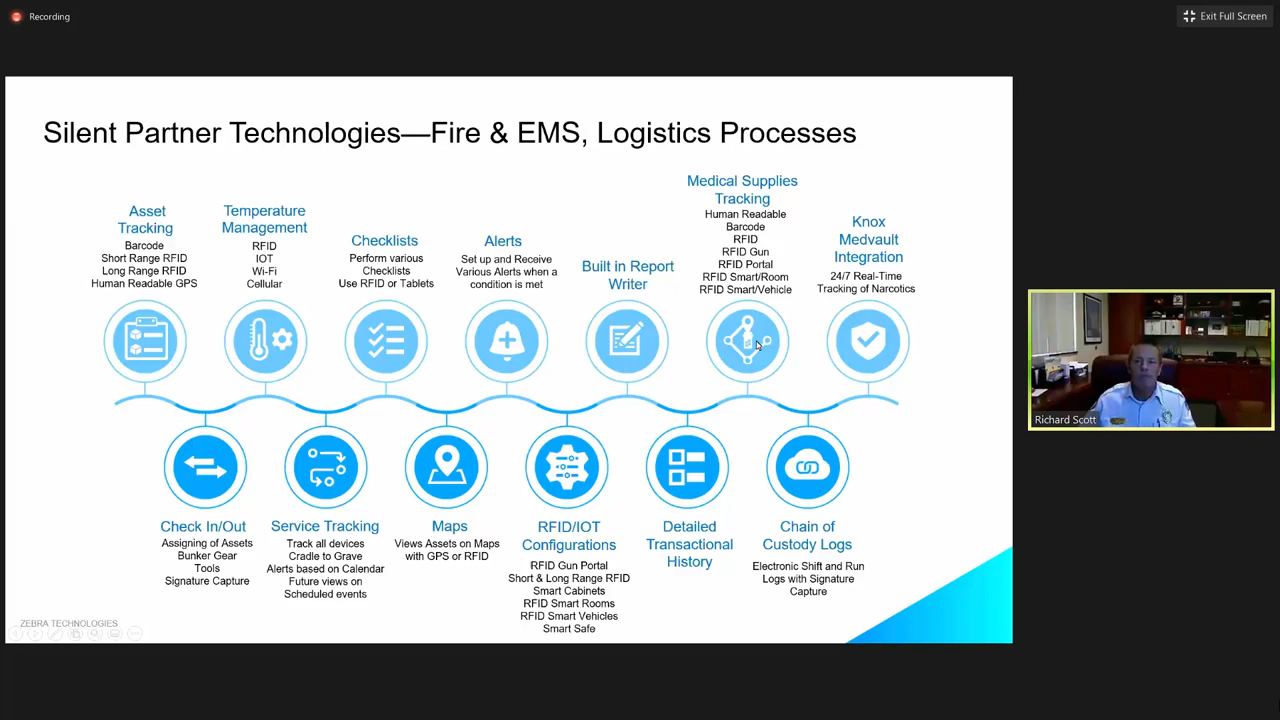 Recording
Exit Full Screen
Silent Partner Technologies—Fire & EMS, Logistics Processes
Asset
Tracking
Barcode
Short Range RFID
Long Range RFID
Human Readable GPS
Temperature
Management
RFID
IOT
Wi-Fi
Cellular
Checklists
Perform various
Checklists
Use RFID or Tablets
Alerts
Set up and Receive
Various Alerts when a
condition is met
Built in Report
Writer
Medical Supplies
Tracking
Human Readable
Barcode
RFID
RFID Gun
RFID Portal
RFID Smart/Room
RFID Smart/Vehicle
Knox
Medvault
Integration
24/7 Real-Time
Tracking of Narcotics
Check In/Out
Assigning of Assets
Bunker Gear
Tools
Signature Capture
Service Tracking
Track all devices
Cradle to Grave
Alerts based on Calendar
Future views on
Scheduled events
Maps
Views Assets on Maps
with GPS or RFID
RFID/IOT
Configurations
RFID Gun Portal
Short & Long Range RFID
Smart Cabinets
RFID Smart Rooms
RFID Smart Vehicles
Smart Safe
Detailed
Transactional
History
Chain of
Custody Logs
Electronic Shift and Run
Logs with Signature
Capture
ZEBRA TECHNOLOGIES
Richard Scott